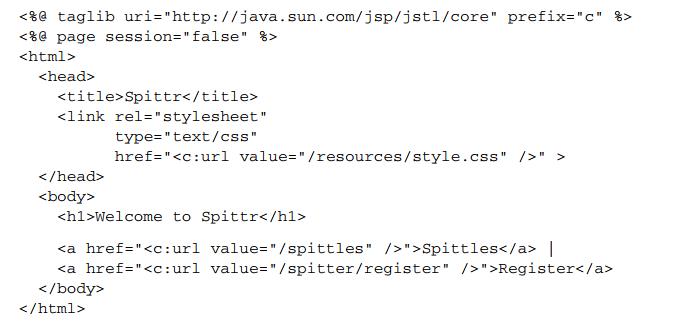 <%@ taglib uri="http://java.sun.com/jsp/jstl/core" prefix="c" %>
<%@ page session="false" %>
<html>
  <head>
    <title>Spittr</title>
    <link rel="stylesheet"
          type="text/css"
          href="<c:url value="/resources/style.css" />" >
  </head>
  <body>
    <h1>Welcome to Spittr</h1>
    <a href="<c:url value="/spittles" />">Spittles</a> |
    <a href="<c:url value="/spitter/register" />">Register</a>
  </body>
</html>